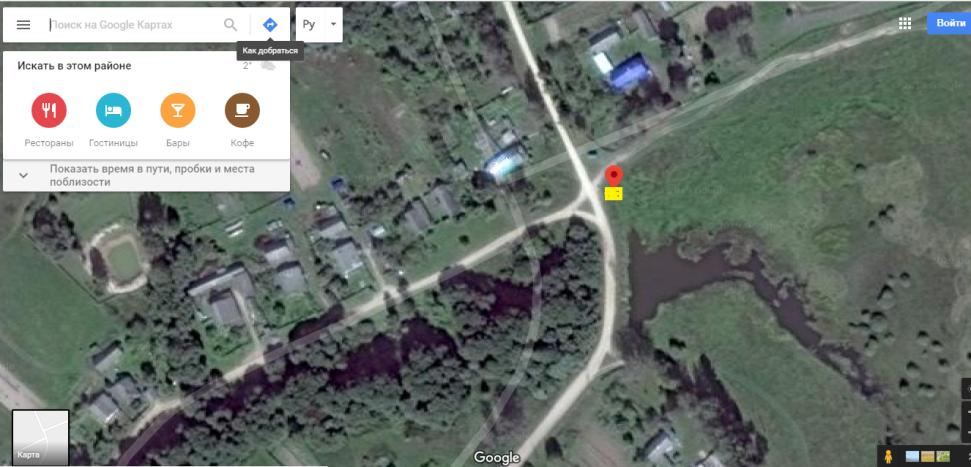 Поиск на Google Картах
Ру
Войти
Как добраться
Искать в этом районе
2°
Рестораны
Гостиницы
Бары
Кофе
Показать время в пути, пробки и места
поблизости
Карта
Google